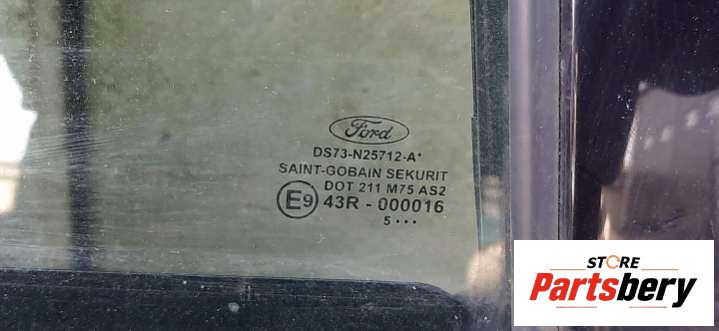 Ford
DS73-N25712-A*
SAINT-GOBAIN SEKURIT
DOT 211 M75 AS2
E9 43R - 000016
5 •••
STORE
Partsbery